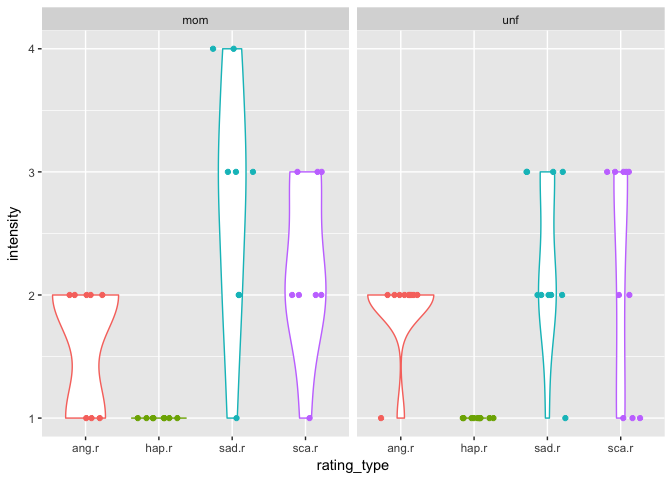 mom unf
4
3
2
1
intensity
ang.r hap.r sad.r sca.r ang.r hap.r sad.r sca.r
rating_type